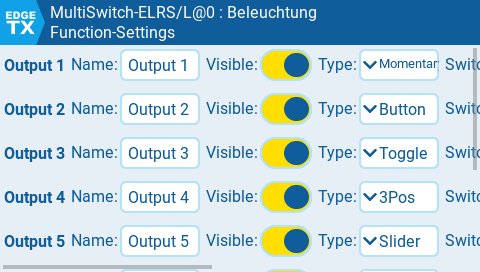 EDGE
TX
MultiSwitch-ELRS/L@0 : Beleuchtung
Function-Settings
Output 1 Name: Output 1 Visible: Type: Momentar Switc
Output 2 Name: Output 2 Visible: Type: Button Switc
Output 3 Name: Output 3 Visible: Type: Toggle Switc
Output 4 Name: Output 4 Visible: Type: 3Pos Switc
Output 5 Name: Output 5 Visible: Type: Slider Switc